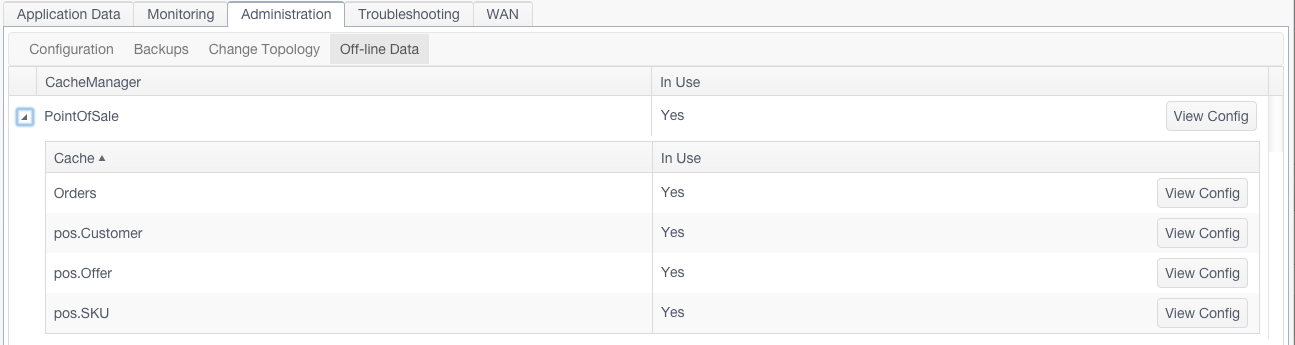 Application Data Monitoring Administration Troubleshooting WAN
Configuration Backups Change Topology Off-line Data
CacheManager In Use
PointOfSale Yes View Config
Cache In Use
Orders Yes View Config
pos.Customer Yes View Config
pos.Offer Yes View Config
pos.SKU Yes View Config